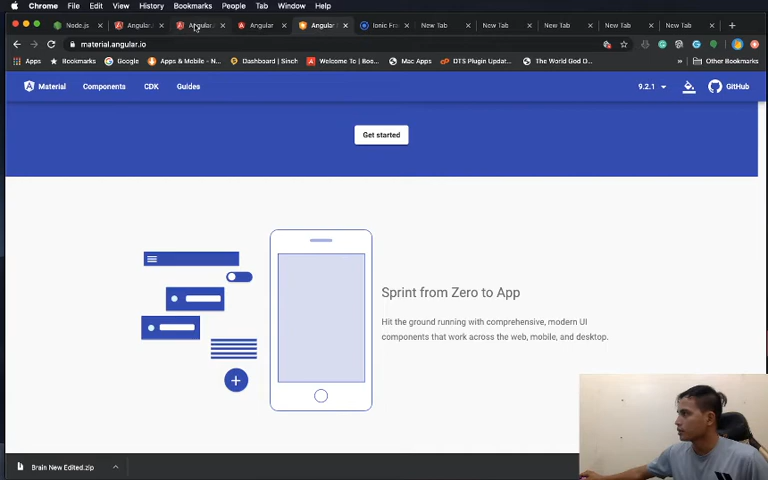 Chrome File Edit View History Bookmarks People Tab Window Help
Node.js Angular Angular Angular Angular Ionic Fra New Tab New Tab New Tab New Tab New Tab
material.angular.io
Apps Bookmarks Google Apps & Mobile - N... Dashboard | Sinch Welcome To | Boo... Mac Apps DTS Plugin Updat... The World God O... » Other Bookmarks
Material Components CDK Guides 9.2.1 GitHub
Get started
Sprint from Zero to App
Hit the ground running with comprehensive, modern UI
components that work across the web, mobile, and desktop.
Brain New Edited.zip